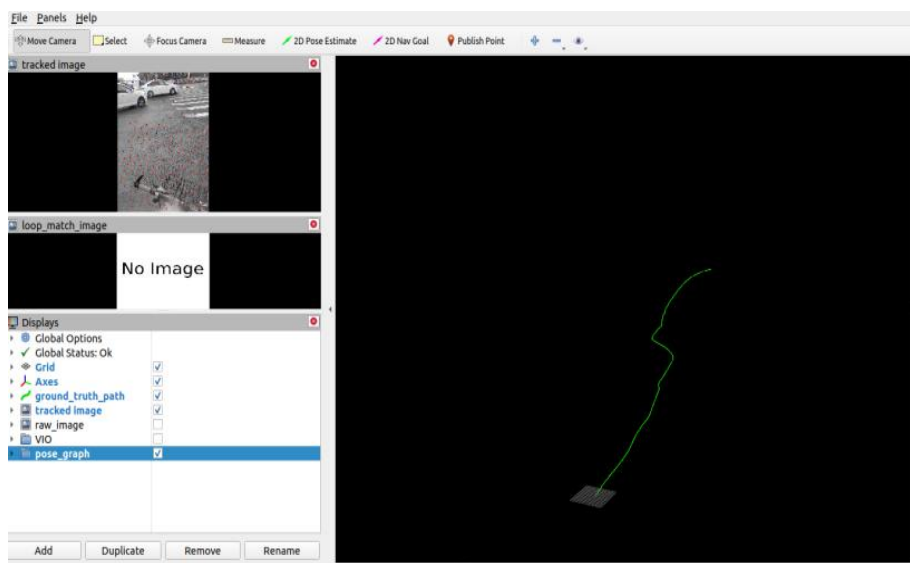 File Panels Help
Move Camera Select Focus Camera Measure 2D Pose Estimate 2D Nav Goal Publish Point
tracked image
loop_match_image
No Image
Displays
Global Options
Global Status: Ok
Grid
Axes
ground_truth_path
tracked image
raw_image
VIO
pose_graph
Add Duplicate Remove Rename